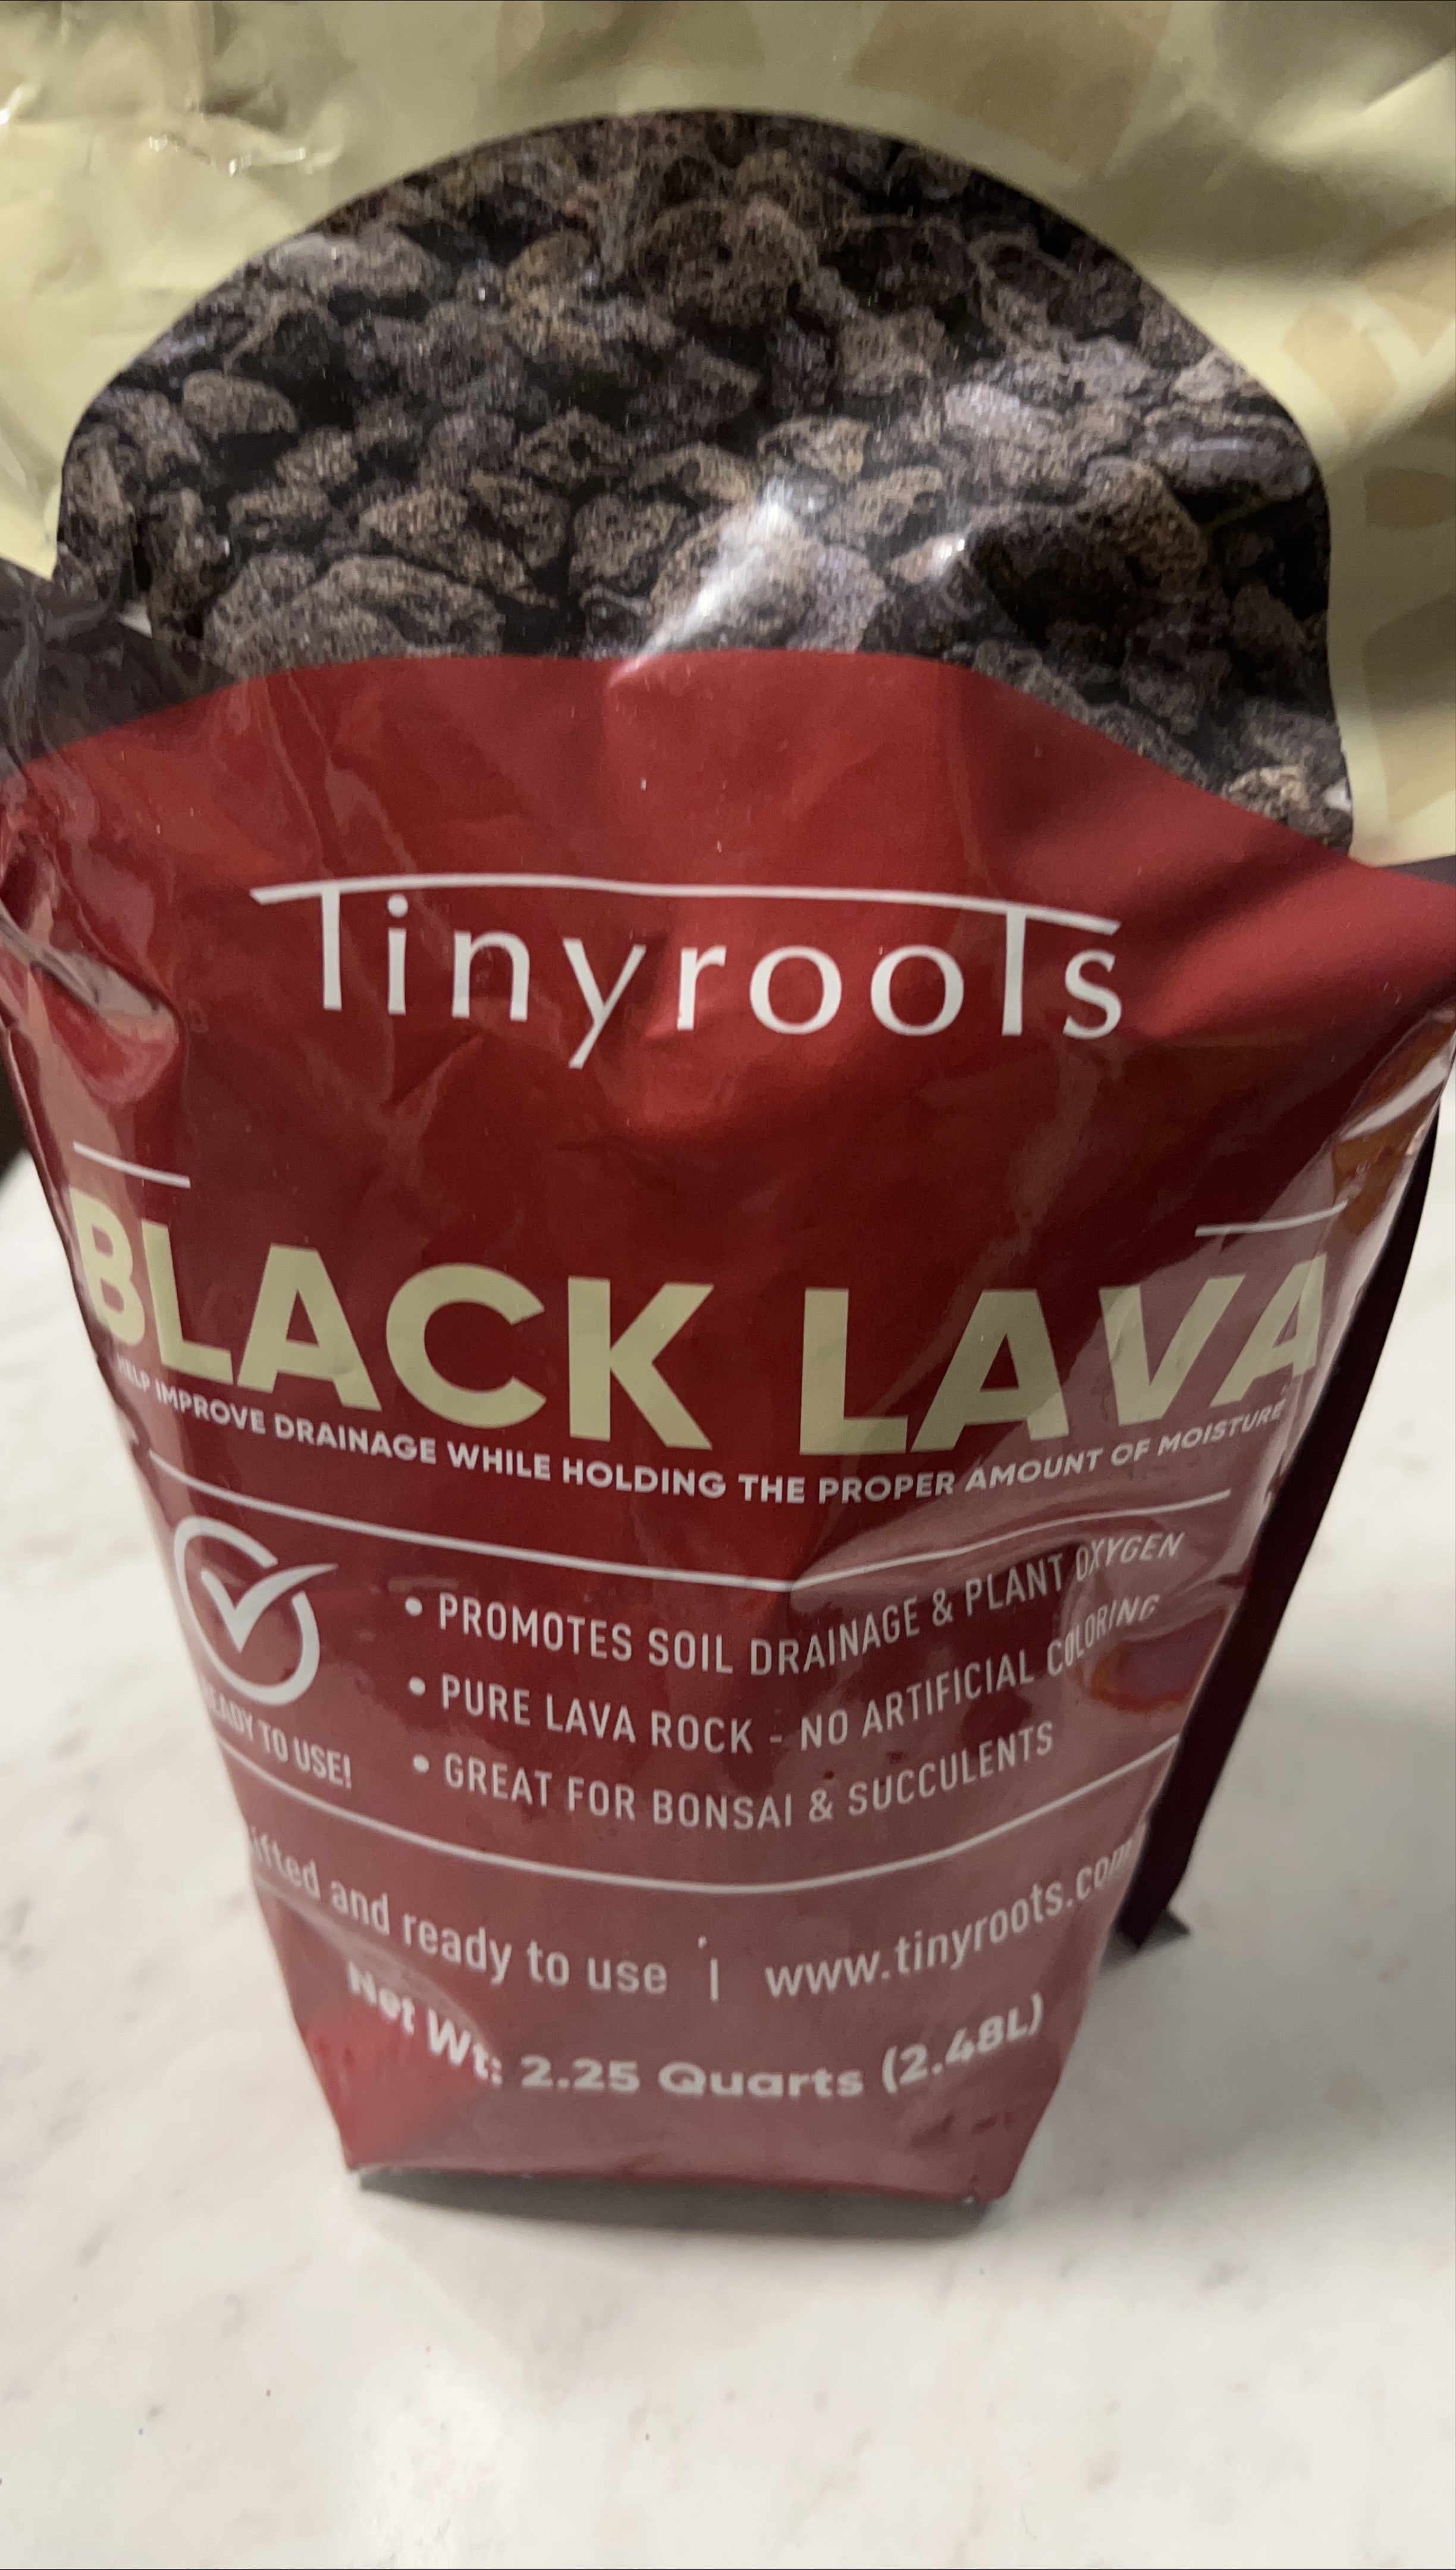 Tinyroots
BLACK LAVA
HELP IMPROVE DRAINAGE WHILE HOLDING THE PROPER AMOUNT OF MOISTURE
• PROMOTES SOIL DRAINAGE & PLANT OXYGEN
• PURE LAVA ROCK - NO ARTIFICIAL COLORING
• GREAT FOR BONSAI & SUCCULENTS
TO USE!
and ready to use | www.tinyroots.com
Net Wt: 2.25 Quarts (2.48L)